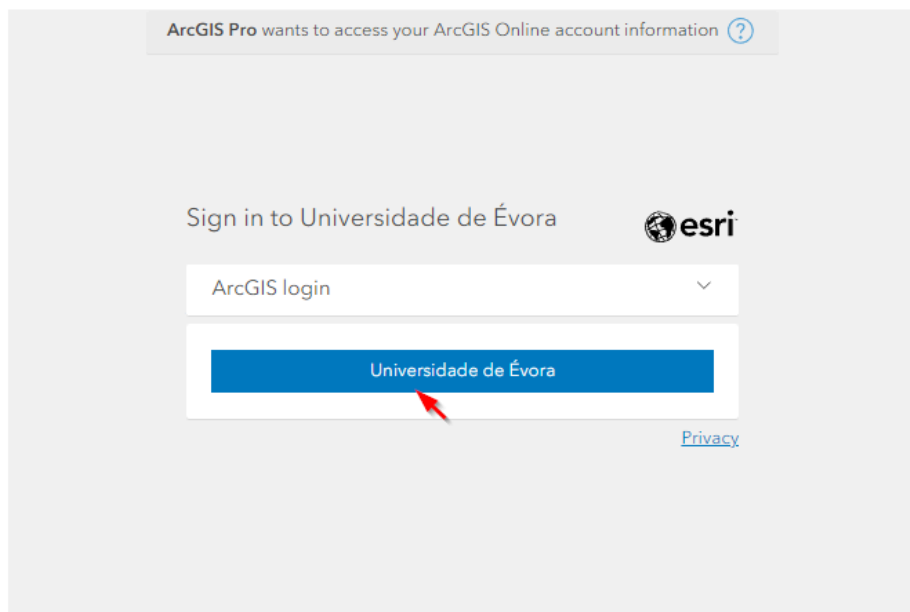 ArcGIS Pro wants to access your ArcGIS Online account information ?
Sign in to Universidade de Évora
esri
ArcGIS login
Universidade de Évora
Privacy